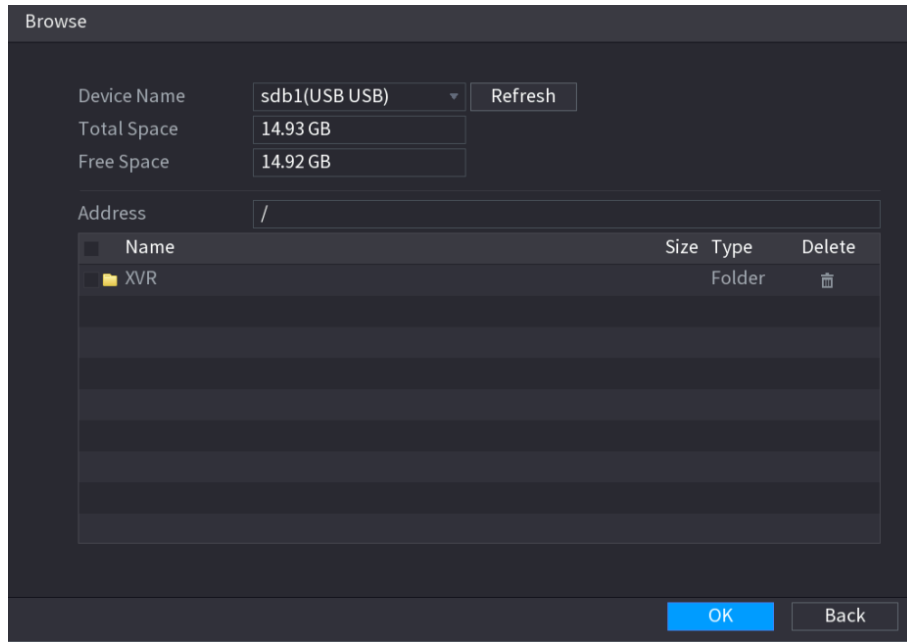 Browse
Device Name sdb1(USB USB) Refresh
Total Space 14.93 GB
Free Space 14.92 GB
Address /
Name Size Type Delete
XVR Folder
OK Back